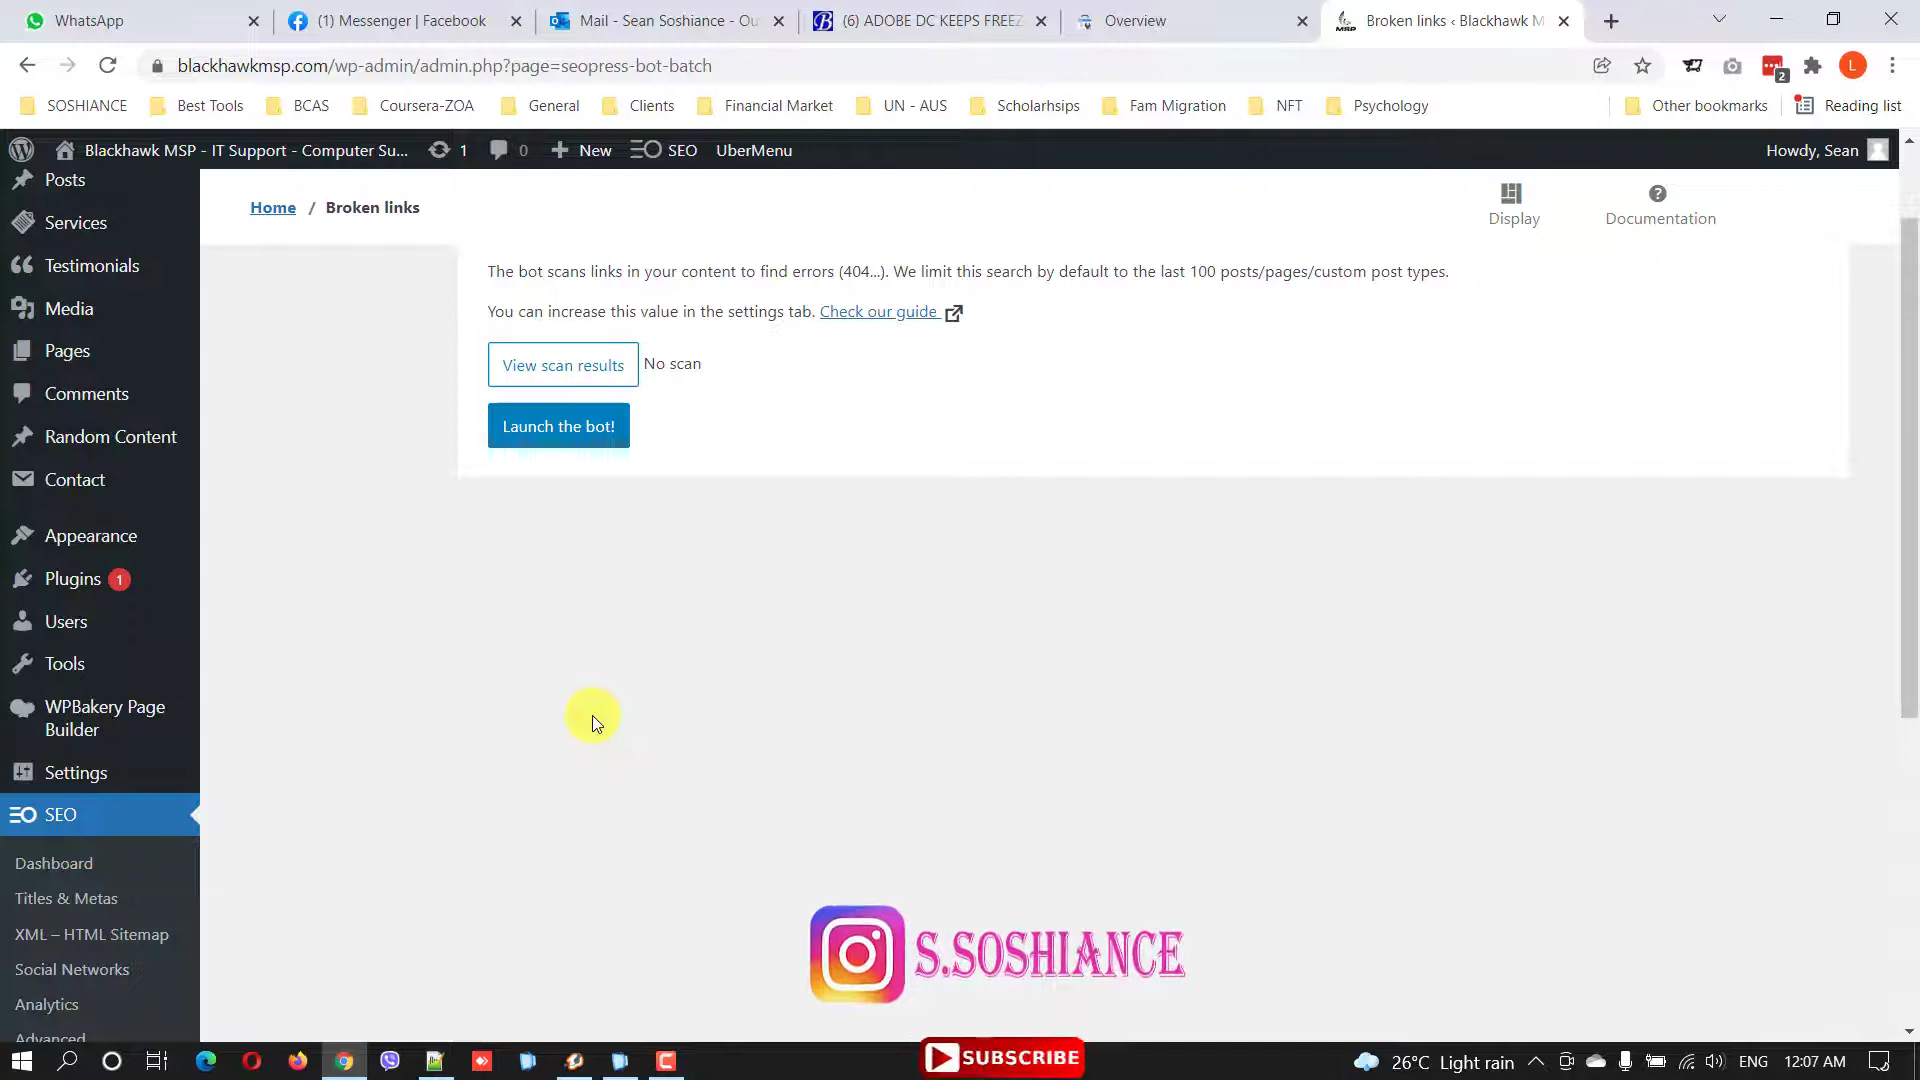 WhatsApp
(1) Messenger | Facebook
Mail - Sean Soshiance - Ou
(6) ADOBE DC KEEPS FREEZ
Overview
Broken links ‹ Blackhawk M
blackhawkmsp.com/wp-admin/admin.php?page=seopress-bot-batch
2
L
SOSHIANCE
Best Tools
BCAS
Coursera-ZOA
General
Clients
Financial Market
UN - AUS
Scholarhsips
Fam Migration
NFT
Psychology
Other bookmarks
Reading list
Blackhawk MSP - IT Support - Computer Su...
1
0
New
SEO
UberMenu
Howdy, Sean
Posts
Services
Testimonials
Media
Pages
Comments
Random Content
Contact
Appearance
Plugins 1
Users
Tools
WPBakery Page
Builder
Settings
SEO
Dashboard
Titles & Metas
XML – HTML Sitemap
Social Networks
Analytics
Advanced
Home / Broken links
Display
Documentation
The bot scans links in your content to find errors (404...). We limit this search by default to the last 100 posts/pages/custom post types.
You can increase this value in the settings tab. Check our guide
View scan results No scan
Launch the bot!
S.SOSHIANCE
SUBSCRIBE
26°C Light rain
ENG
12:07 AM